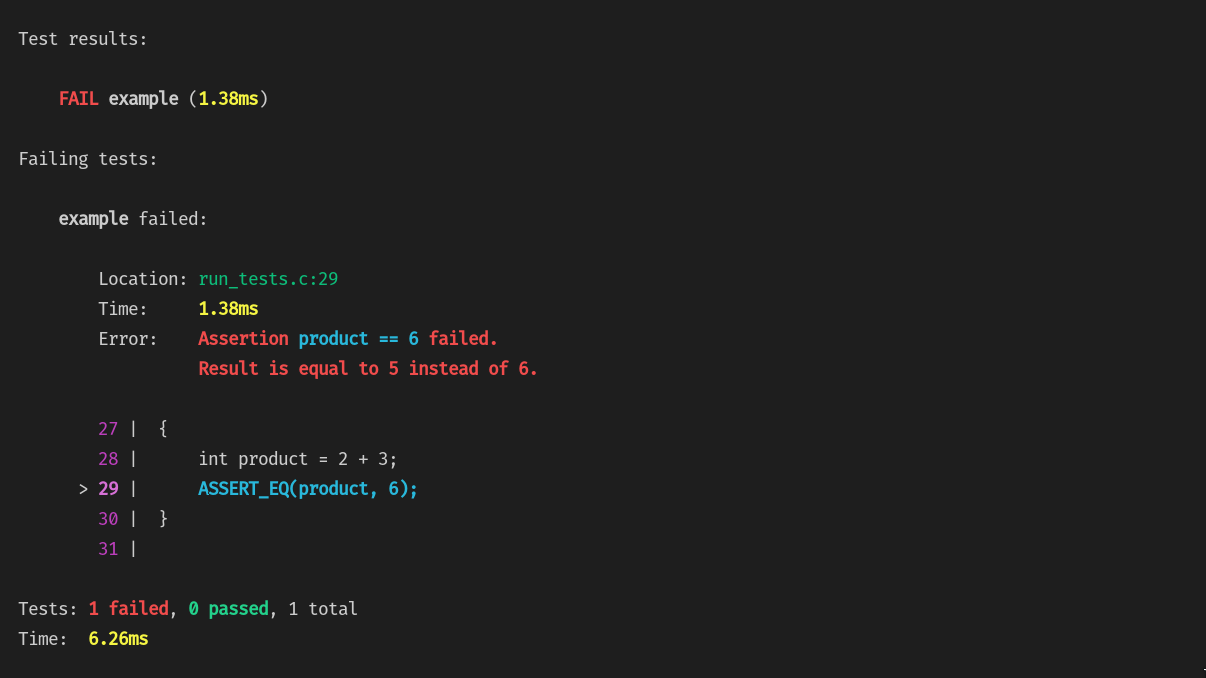 Test results:
FAIL example (1.38ms)
Failing tests:
example failed:
Location: run_tests.c:29
Time: 1.38ms
Error: Assertion product == 6 failed.
Result is equal to 5 instead of 6.
27 | {
28 | int product = 2 + 3;
> 29 | ASSERT_EQ(product, 6);
30 | }
31 |
Tests: 1 failed, 0 passed, 1 total
Time: 6.26ms